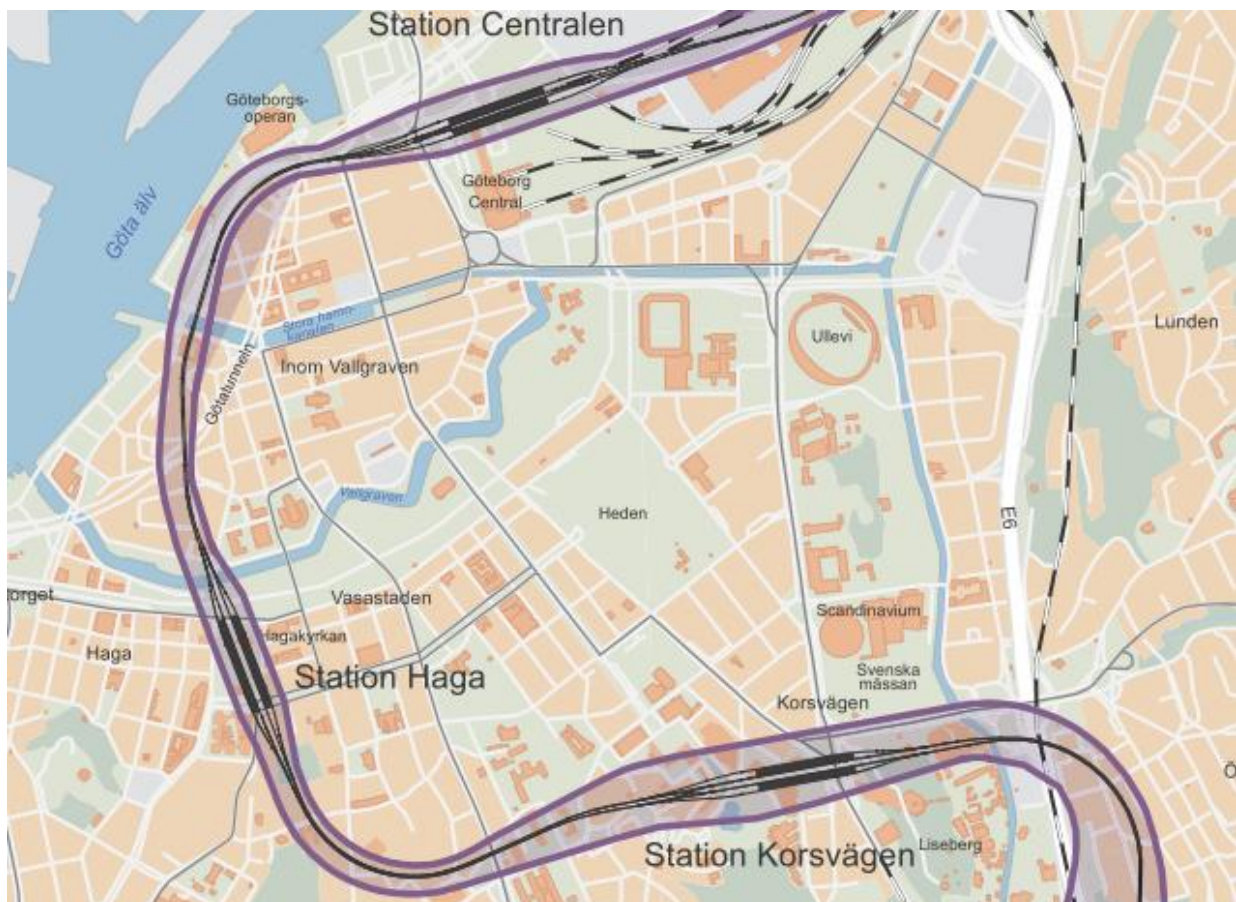 Station Centralen
Göteborgs-
operan
Göteborg
Central
Göta älv
Stora hamn-
kanalen
Ullevi
Lunden
Inom Vallgraven
Götatunneln
Vallgraven
Heden
E6
torget
Vasastaden
Scandinavium
Hagakyrkan
Haga
Station Haga
Svenska
mässan
Korsvägen
Ö
Station Korsvägen
Liseberg